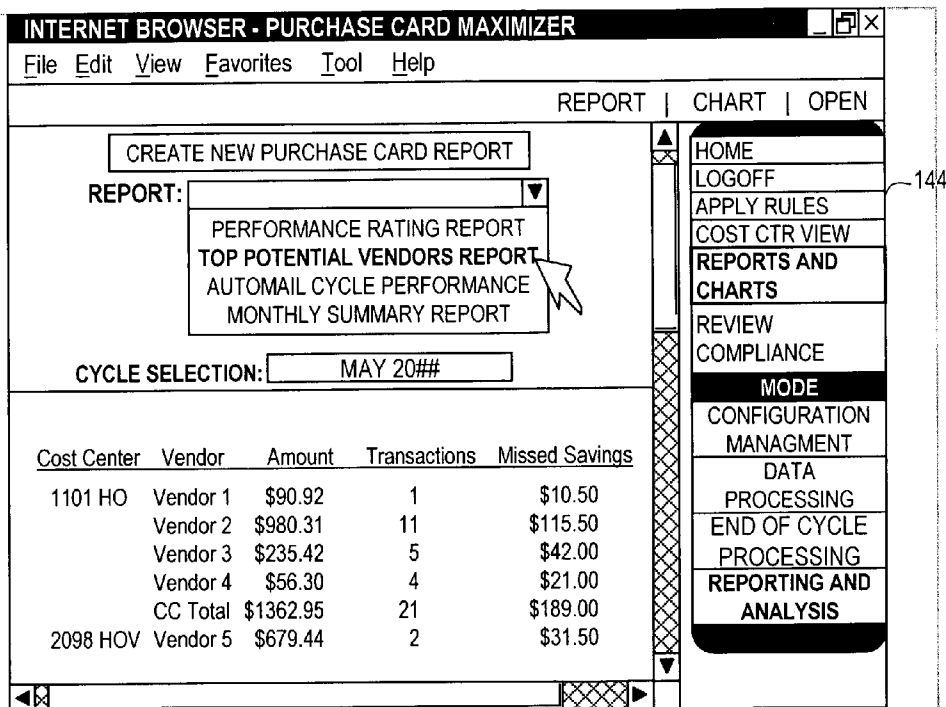 INTERNET BROWSER - PURCHASE CARD MAXIMIZER
File Edit View Favorites Tool Help
REPORT | CHART | OPEN
CREATE NEW PURCHASE CARD REPORT
REPORT:
PERFORMANCE RATING REPORT
TOP POTENTIAL VENDORS REPORT
AUTOMAIL CYCLE PERFORMANCE
MONTHLY SUMMARY REPORT
CYCLE SELECTION: MAY 20##
Cost Center Vendor Amount Transactions Missed Savings
1101 HO Vendor 1 $90.92 1 $10.50
Vendor 2 $980.31 11 $115.50
Vendor 3 $235.42 5 $42.00
Vendor 4 $56.30 4 $21.00
CC Total $1362.95 21 $189.00
2098 HOV Vendor 5 $679.44 2 $31.50
HOME
LOGOFF
APPLY RULES
COST CTR VIEW
REPORTS AND
CHARTS
REVIEW
COMPLIANCE
MODE
CONFIGURATION
MANAGMENT
DATA
PROCESSING
END OF CYCLE
PROCESSING
REPORTING AND
ANALYSIS
144